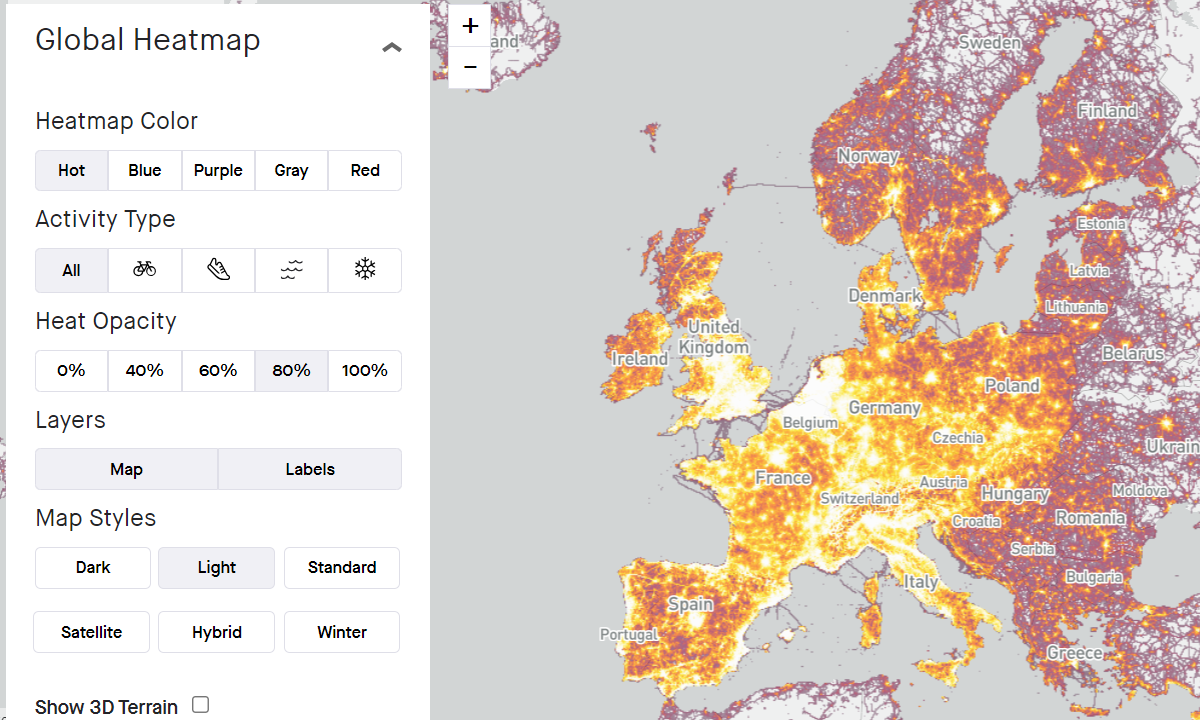 Global Heatmap
Heatmap Color
Hot Blue Purple Gray Red
Activity Type
All
Heat Opacity
0% 40% 60% 80% 100%
Layers
Map Labels
Map Styles
Dark Light Standard
Satellite Hybrid Winter
Show 3D Terrain
+
−
and
Sweden
Finland
Norway
Estonia
Latvia
Denmark
Lithuania
United
Kingdom
Ireland
Belarus
Poland
Germany
Belgium
Czechia
Ukrain
France
Austria
Switzerland
Hungary
Moldova
Croatia
Romania
Serbia
Bulgaria
Italy
Spain
Portugal
Greece